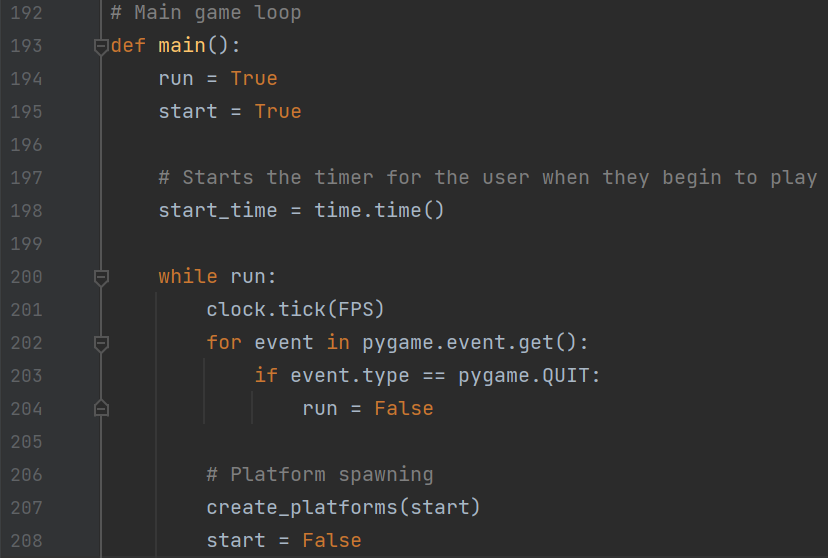 192 # Main game loop
193 def main():
194     run = True
195     start = True
196
197     # Starts the timer for the user when they begin to play
198     start_time = time.time()
199
200     while run:
201         clock.tick(FPS)
202         for event in pygame.event.get():
203             if event.type == pygame.QUIT:
204                 run = False
205
206         # Platform spawning
207         create_platforms(start)
208         start = False